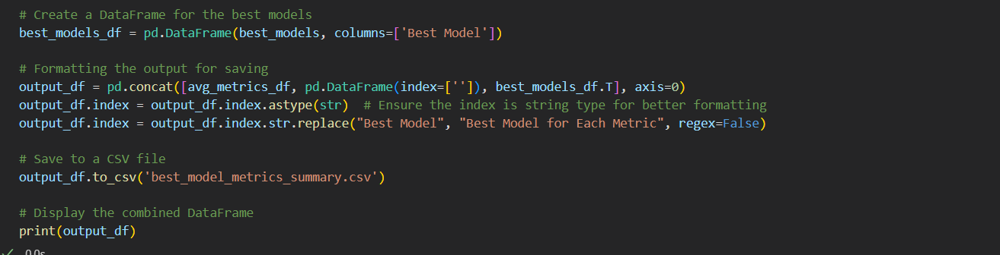 # Create a DataFrame for the best models
best_models_df = pd.DataFrame(best_models, columns=['Best Model'])
# Formatting the output for saving
output_df = pd.concat([avg_metrics_df, pd.DataFrame(index=['']), best_models_df.T], axis=0)
output_df.index = output_df.index.astype(str)  # Ensure the index is string type for better formatting
output_df.index = output_df.index.str.replace("Best Model", "Best Model for Each Metric", regex=False)
# Save to a CSV file
output_df.to_csv('best_model_metrics_summary.csv')
# Display the combined DataFrame
print(output_df)
0.0s